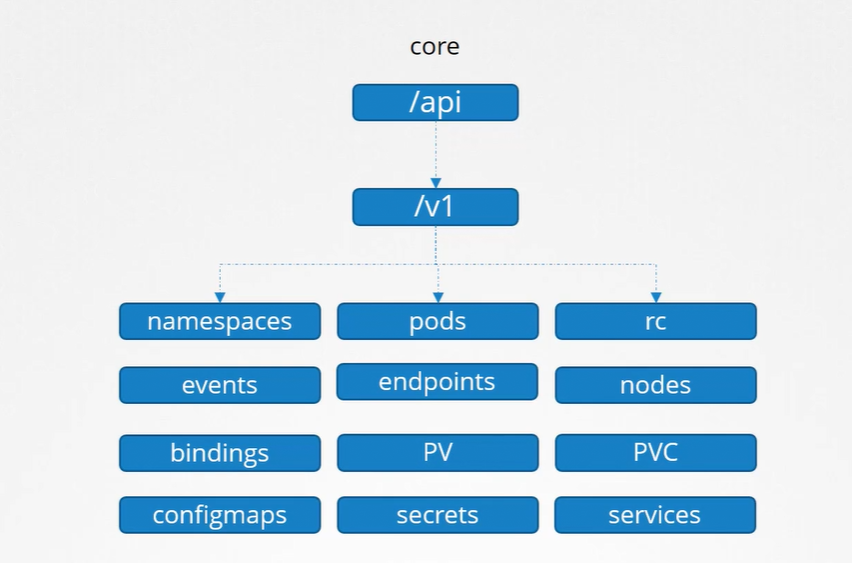 core
/api
/v1
namespaces
pods
rc
events
endpoints
nodes
bindings
PV
PVC
configmaps
secrets
services